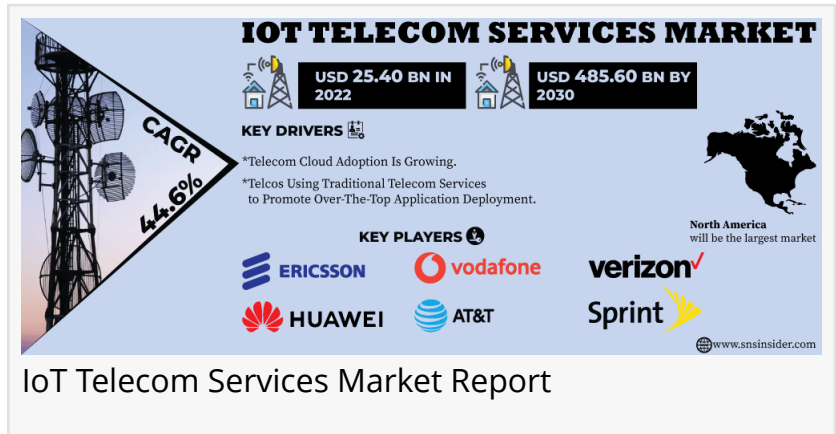 IOT TELECOM SERVICES MARKET
USD 25.40 BN IN
2022
USD 485.60 BN BY
2030
CAGR
44.6%
KEY DRIVERS
*Telecom Cloud Adoption Is Growing.
*Telcos Using Traditional Telecom Services
to Promote Over-The-Top Application Deployment.
North America
will be the largest market
KEY PLAYERS
ERICSSON
vodafone
verizon
HUAWEI
AT&T
Sprint
www.snsinsider.com
IoT Telecom Services Market Report